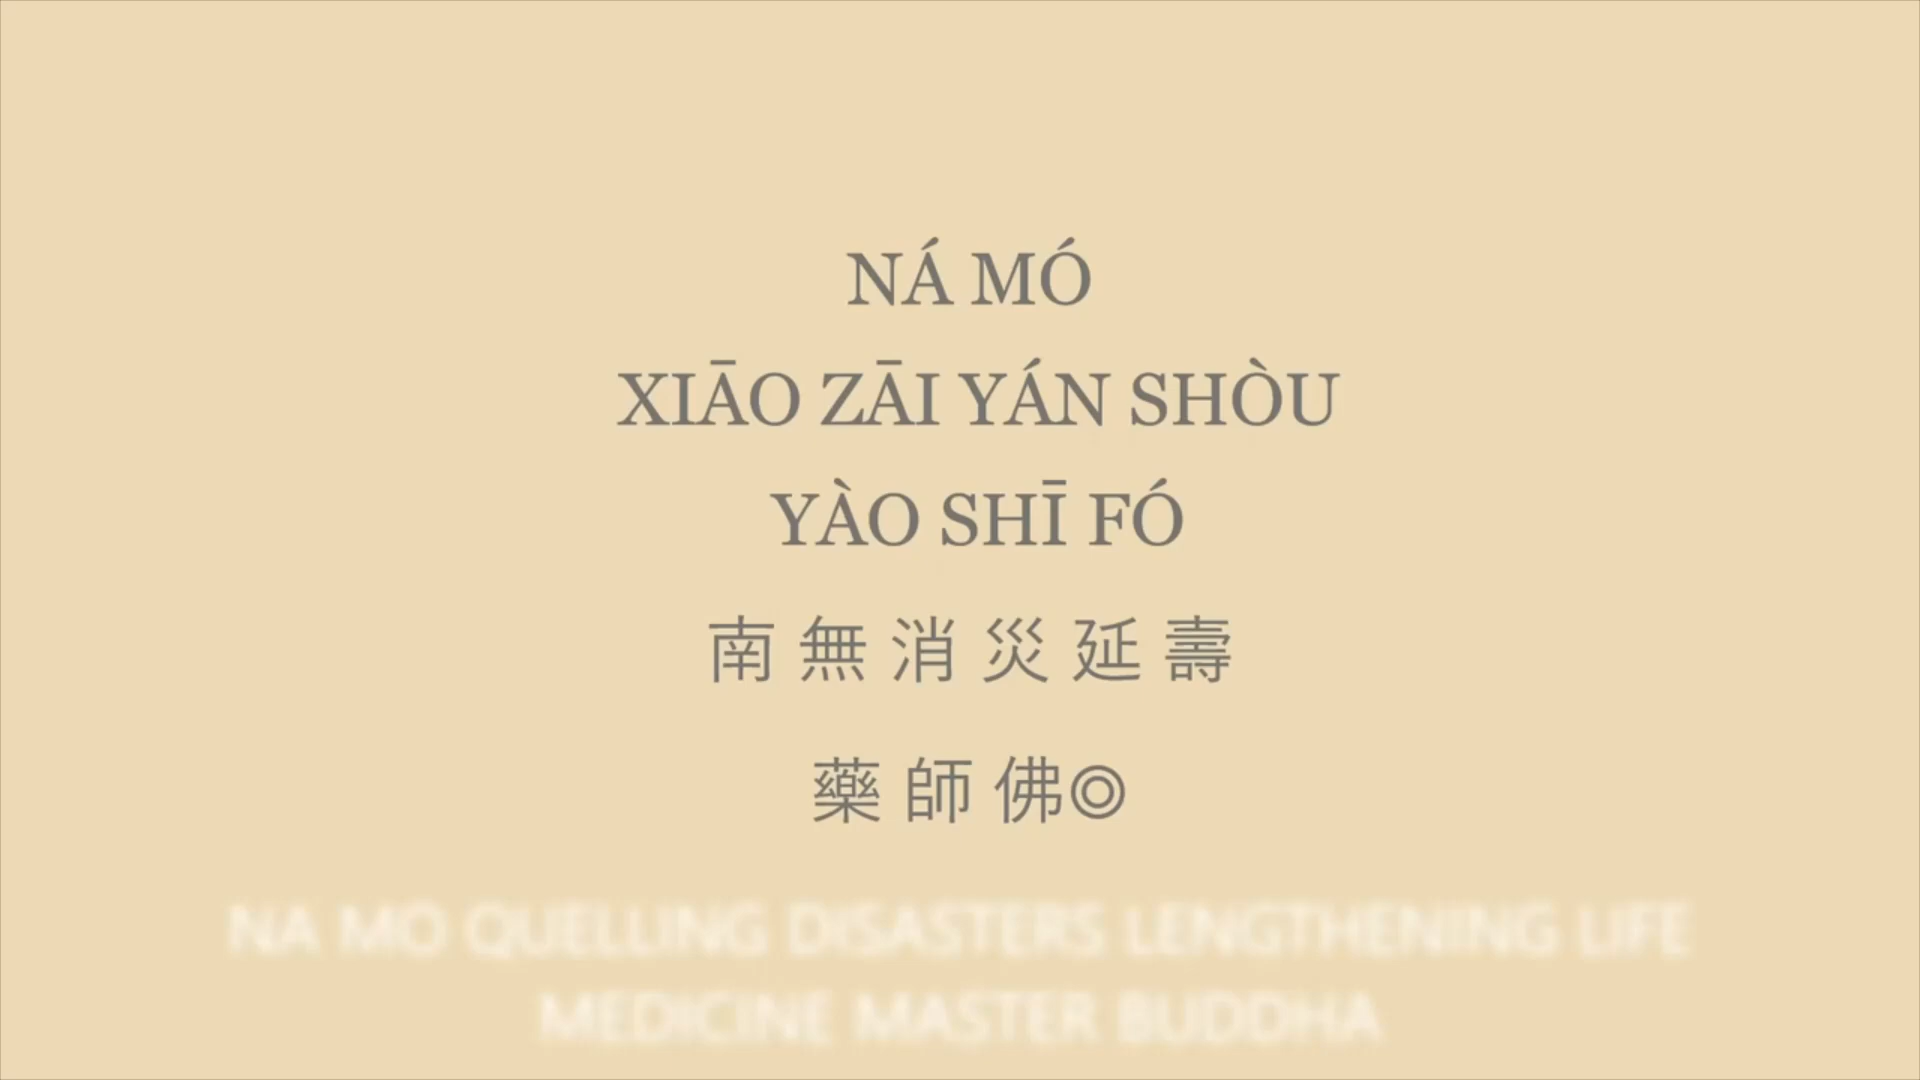 NÁ MÓ
XIĀO ZĀI YÁN SHÒU
YÀO SHĪ FÓ
南 無 消 災 延 壽
藥 師 佛◎
NA MO QUELLING DISASTERS LENGTHENING LIFE
MEDICINE MASTER BUDDHA